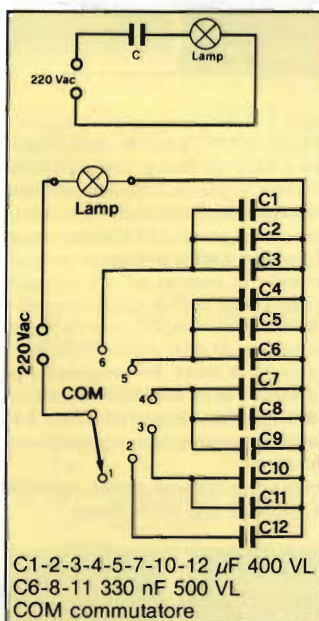 C
Lamp
220 Vac
Lamp
C1
C2
C3
C4
C5
C6
C7
C8
C9
C10
C11
C12
220Vac
COM
6
5
4
3
2
1
C1-2-3-4-5-7-10-12 µF 400 VL
C6-8-11 330 nF 500 VL
COM commutatore